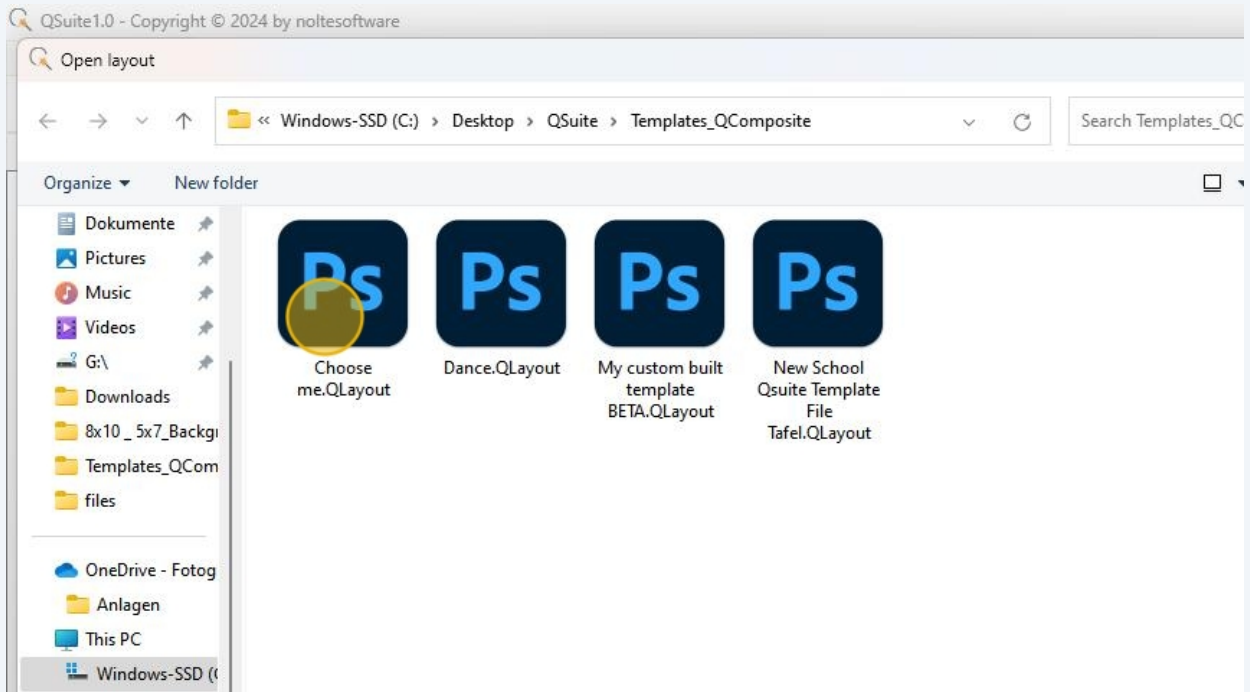 QSuite1.0 - Copyright © 2024 by noltesoftware
Open layout
« Windows-SSD (C:) › Desktop › QSuite › Templates_QComposite
Search Templates_QC
Organize
New folder
Dokumente
Pictures
Music
Videos
G:\
Downloads
8x10 _ 5x7_Backgr
Templates_QCom
files
OneDrive - Fotog
Anlagen
This PC
Windows-SSD (C
Ps
Ps
Ps
Ps
Choose
me.QLayout
Dance.QLayout
My custom built
template
BETA.QLayout
New School
Qsuite Template
File
Tafel.QLayout